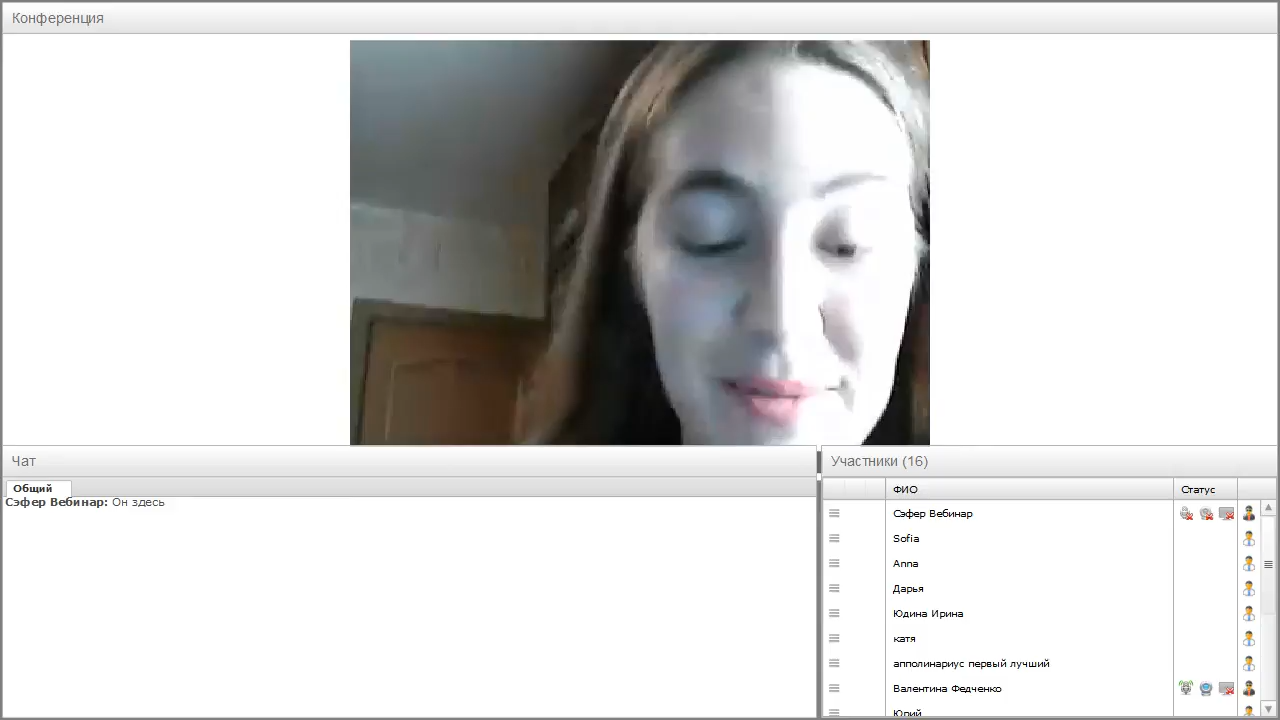 Конференция
Чат
Общий
Сэфер Вебинар: Он здесь
Участники (16)
ФИО Статус
Сэфер Вебинар
Sofia
Anna
Дарья
Юдина Ирина
катя
апполинариус первый лучший
Валентина Федченко
Юрий